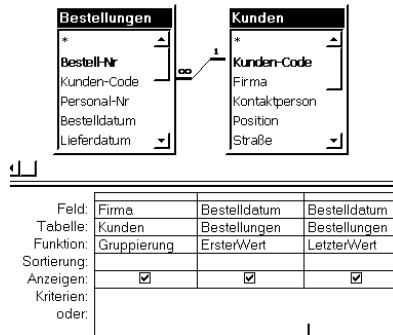 Bestellungen
*
Bestell-Nr
Kunden-Code
Personal-Nr
Bestelldatum
Lieferdatum
∞ 1
Kunden
*
Kunden-Code
Firma
Kontaktperson
Position
Straße
Feld: Firma Bestelldatum Bestelldatum
Tabelle: Kunden Bestellungen Bestellungen
Funktion: Gruppierung ErsterWert LetzterWert
Sortierung:
Anzeigen:
Kriterien:
oder: